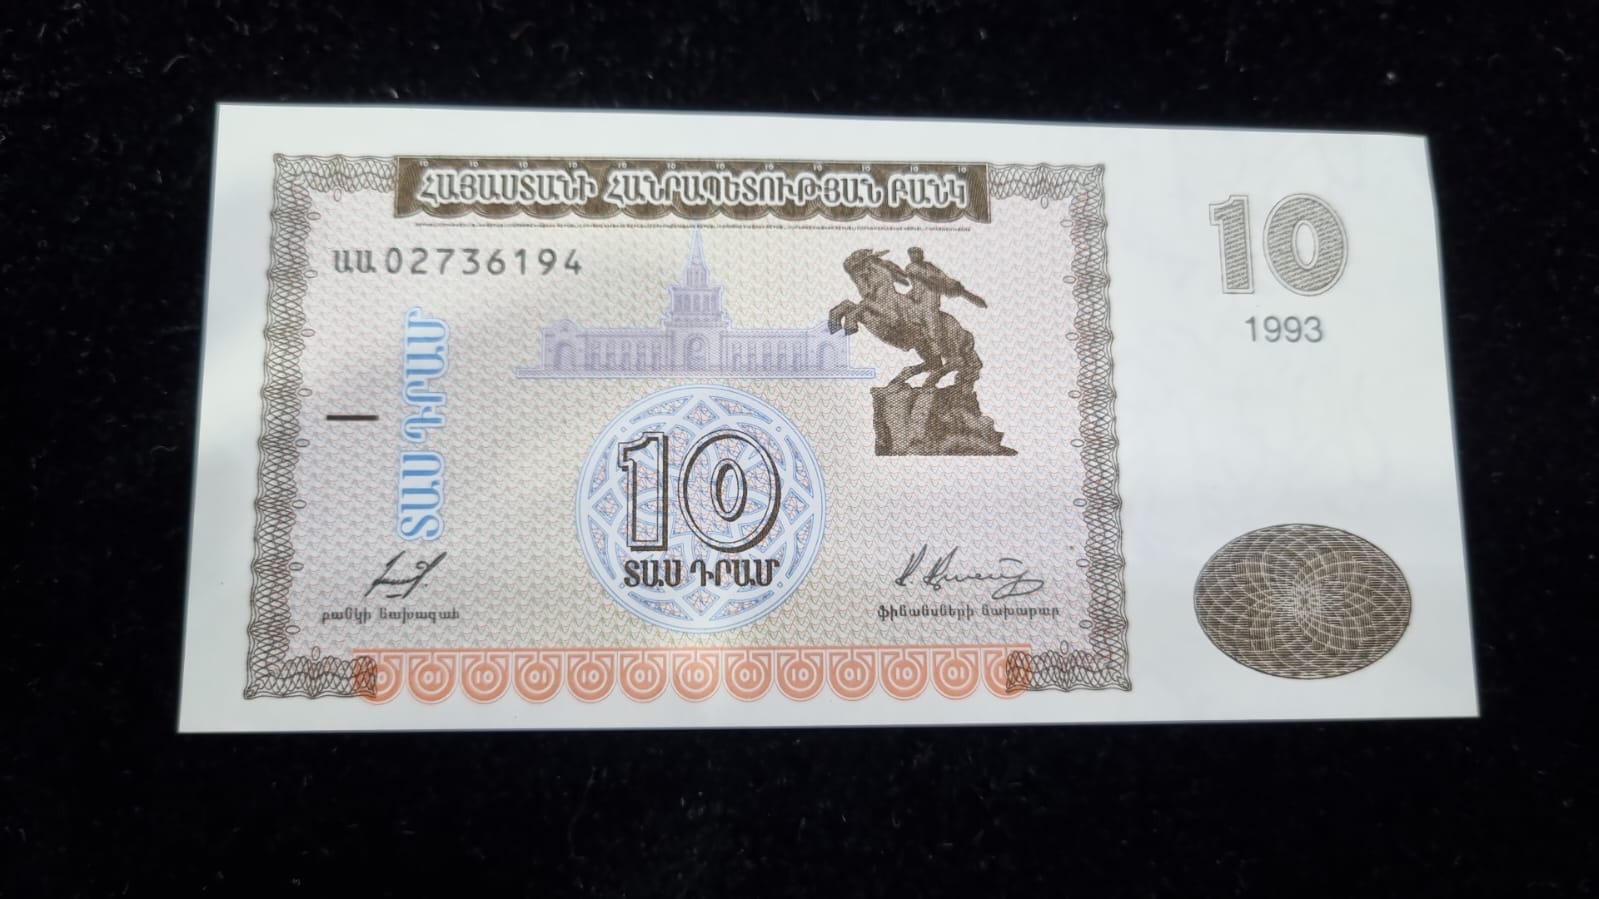 ՀԱՅԱՍՏԱՆԻ ՀԱՆՐԱՊԵՏՈՒԹՅԱՆ ԲԱՆԿ
ԱԱ02736194
10
1993
ՏԱՍ ԴՐԱՄ
10
ՏԱՍ ԴՐԱՄ
բանկի նախագահ
ֆինանսների նախարար